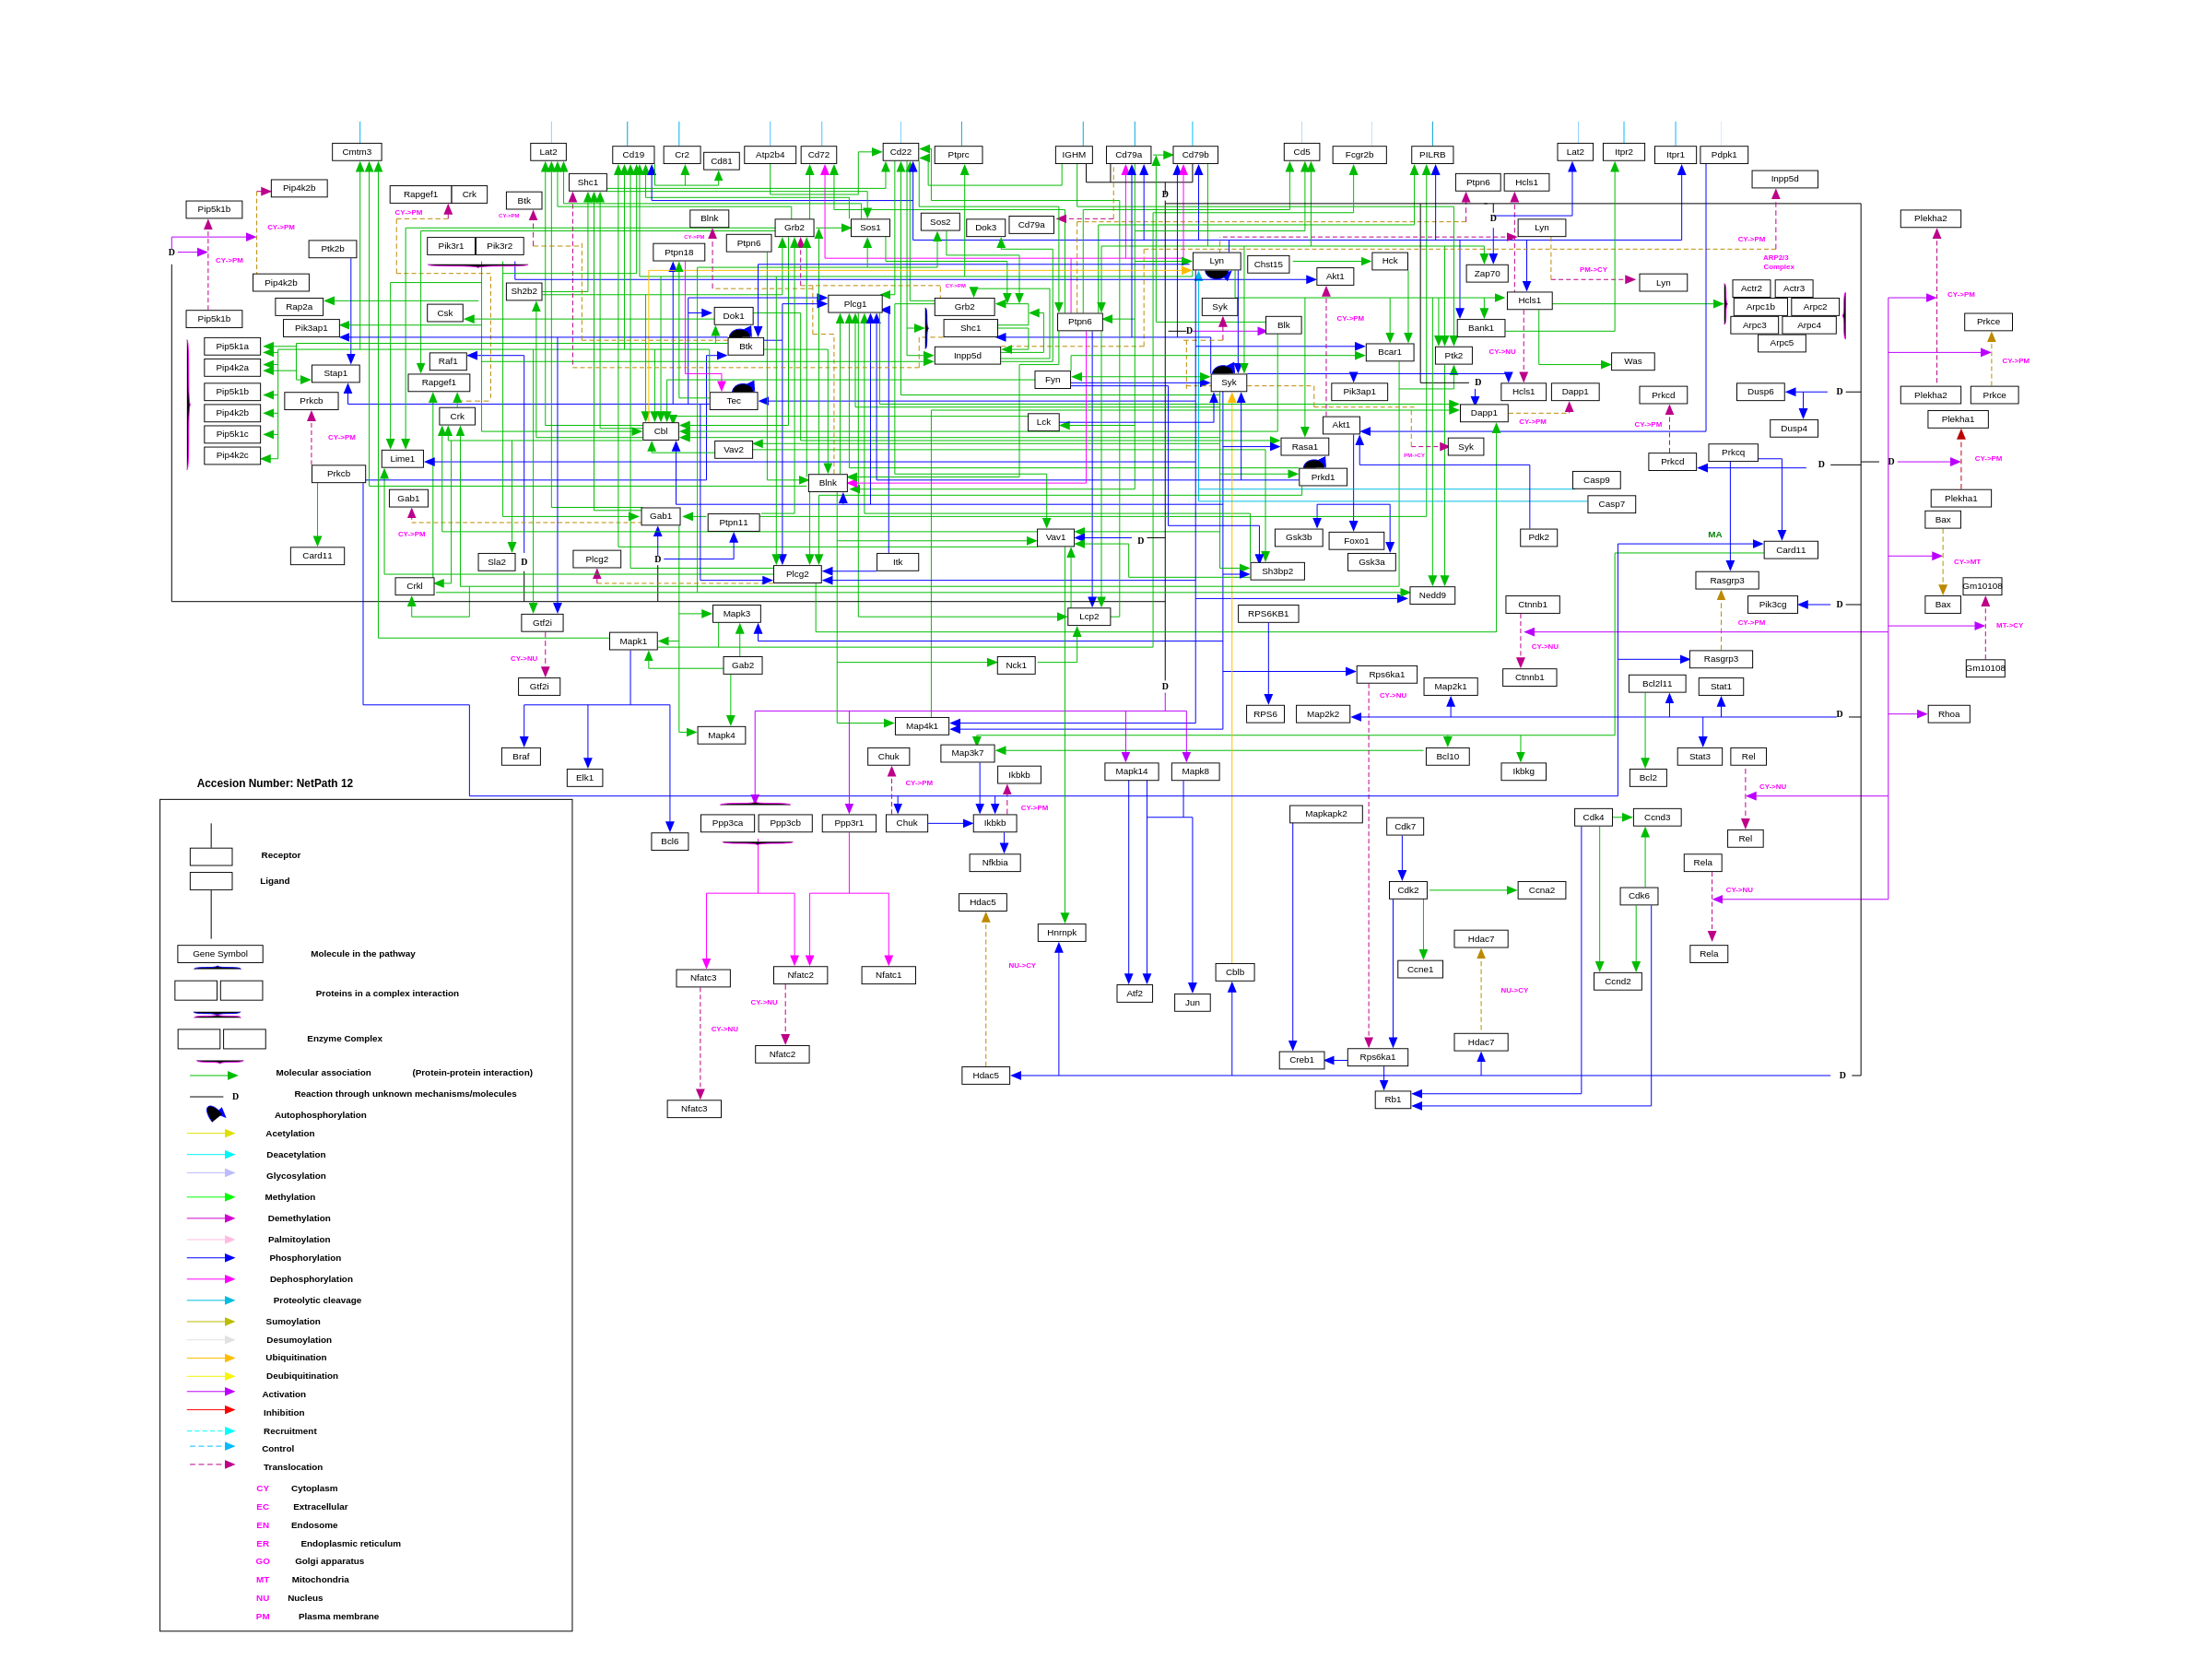 Cmtm3
Lat2
Cd19
Cr2
Cd81
Atp2b4
Cd72
Cd22
Ptprc
IGHM
Cd79a
Cd79b
Cd5
Fcgr2b
PILRB
Lat2
Itpr2
Itpr1
Pdpk1
Pip4k2b
Rapgef1
Crk
Shc1
Ptpn6
Hcls1
Inpp5d
Pip5k1b
CY->PM
Btk
CY->PM
Blnk
Grb2
Sos1
Sos2
Dok3
Cd79a
D
D
Lyn
Plekha2
CY->PM
D
CY->PM
Ptk2b
Pik3r1
Pik3r2
CY->PM
Ptpn6
Ptpn18
Lyn
Chst15
Hck
Akt1
Zap70
PM->CY
Lyn
CY->PM
ARP2/3
Complex
Pip4k2b
Sh2b2
CY->PM
Actr2
Actr3
CY->PM
Rap2a
Csk
Dok1
Plcg1
Grb2
Syk
Hcls1
Arpc1b
Arpc2
Pip5k1b
Pik3ap1
Shc1
Ptpn6
D
Blk
CY->PM
Bank1
Arpc3
Arpc4
Prkce
Pip5k1a
Btk
Inpp5d
Bcar1
Ptk2
CY->NU
Arpc5
Pip4k2a
Stap1
Raf1
Was
CY->PM
Pip5k1b
Prkcb
Rapgef1
Tec
Fyn
Syk
Pik3ap1
D
Hcls1
Dapp1
Prkcd
Dusp6
D
Plekha2
Prkce
Pip4k2b
Crk
Cbl
Lck
Akt1
Dapp1
CY->PM
CY->PM
Dusp4
Plekha1
Pip5k1c
CY->PM
Vav2
Rasa1
Syk
PM->CY
Prkcq
Pip4k2c
Lime1
Prkcd
D
D
CY->PM
Prkcb
Blnk
Prkd1
Casp9
Gab1
Casp7
Plekha1
CY->PM
Gab1
Ptpn11
Vav1
D
Gsk3b
Foxo1
Pdk2
MA
Bax
Card11
Sla2
D
Plcg2
D
Itk
Gsk3a
Card11
CY->MT
Crkl
Plcg2
Sh3bp2
Rasgrp3
Gm10108
Nedd9
Ctnnb1
Pik3cg
D
Bax
Gtf2i
Mapk3
Lcp2
RPS6KB1
CY->PM
MT->CY
Mapk1
CY->NU
CY->NU
Gab2
Nck1
Rasgrp3
Gm10108
Gtf2i
D
Rps6ka1
CY->NU
Map2k1
Ctnnb1
Bcl2l11
Stat1
RPS6
Map2k2
D
Rhoa
Mapk4
Map4k1
Braf
Chuk
Map3k7
Bcl10
Stat3
Rel
Elk1
Ikbkb
Mapk14
Mapk8
Ikbkg
Bcl2
Accesion Number: NetPath 12
CY->PM
CY->NU
CY->PM
Ppp3ca
Ppp3cb
Ppp3r1
Chuk
Ikbkb
Mapkapk2
Cdk7
Cdk4
Ccnd3
Bcl6
Rel
Nfkbia
Rela
Cdk2
Ccna2
Cdk6
CY->NU
Hdac5
Hnrnpk
Hdac7
Rela
Nfatc3
Nfatc2
Nfatc1
NU->CY
Cblb
Ccne1
Ccnd2
Atf2
NU->CY
CY->NU
Jun
CY->NU
Hdac7
Nfatc2
Creb1
Rps6ka1
Hdac5
D
Rb1
Nfatc3
Receptor
Ligand
Gene Symbol
Molecule in the pathway
Proteins in a complex interaction
Enzyme Complex
Molecular association (Protein-protein interaction)
D Reaction through unknown mechanisms/molecules
Autophosphorylation
Acetylation
Deacetylation
Glycosylation
Methylation
Demethylation
Palmitoylation
Phosphorylation
Dephosphorylation
Proteolytic cleavage
Sumoylation
Desumoylation
Ubiquitination
Deubiquitination
Activation
Inhibition
Recruitment
Control
Translocation
CY Cytoplasm
EC Extracellular
EN Endosome
ER Endoplasmic reticulum
GO Golgi apparatus
MT Mitochondria
NU Nucleus
PM Plasma membrane